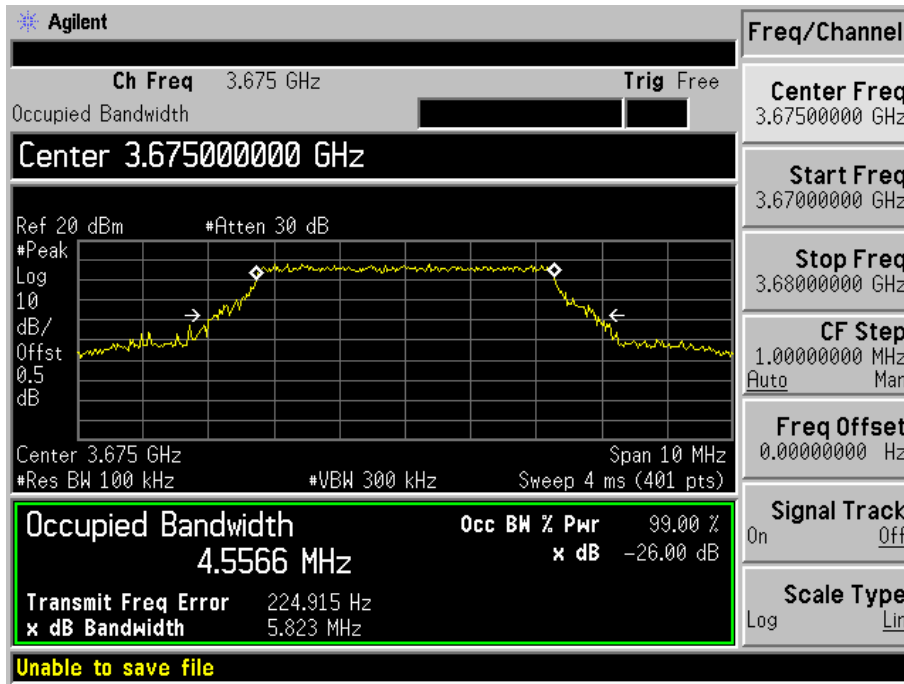 Agilent
Freq/Channel
Ch Freq 3.675 GHz Trig Free
Occupied Bandwidth
Center 3.675000000 GHz
Ref 20 dBm #Atten 30 dB
#Peak
Log
10
dB/
Offst
0.5
dB
Center 3.675 GHz Span 10 MHz
#Res BW 100 kHz #VBW 300 kHz Sweep 4 ms (401 pts)
Occupied Bandwidth
4.5566 MHz
Occ BW % Pwr 99.00 %
x dB -26.00 dB
Transmit Freq Error 224.915 Hz
x dB Bandwidth 5.823 MHz
Unable to save file
Center Freq
3.67500000 GHz
Start Freq
3.67000000 GHz
Stop Freq
3.68000000 GHz
CF Step
1.00000000 MHz
Auto Man
Freq Offset
0.00000000 Hz
Signal Track
On Off
Scale Type
Log Lin